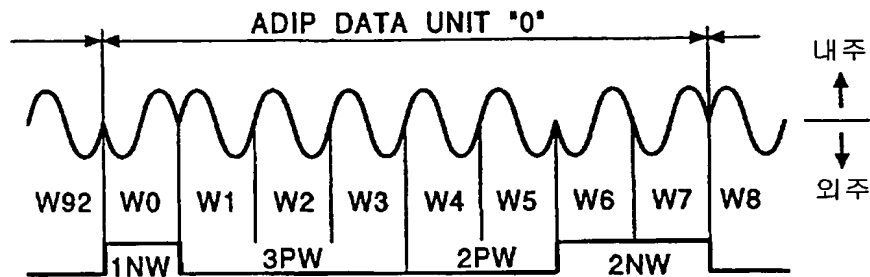 ADIP DATA UNIT "0"
내주
외주
W92 W0 W1 W2 W3 W4 W5 W6 W7 W8
1NW 3PW 2PW 2NW